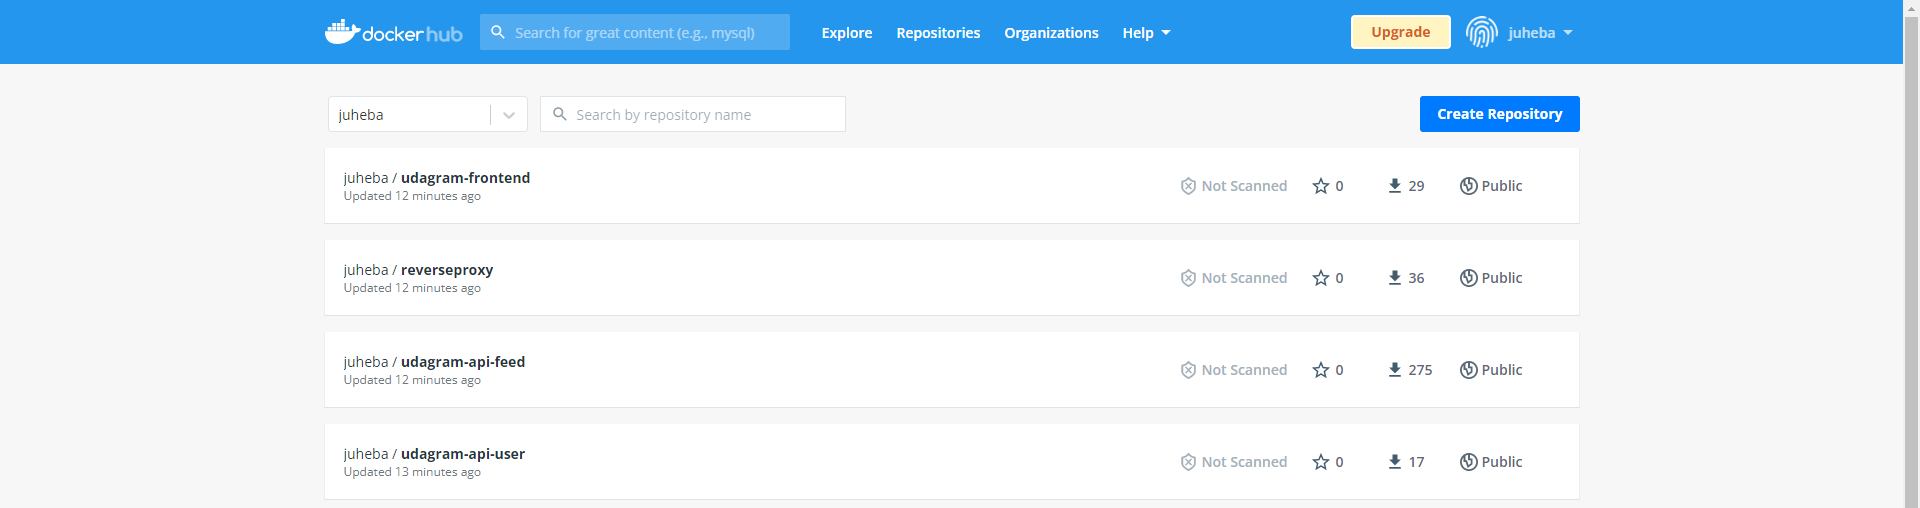 docker hub Search for great content (e.g., mysql) Explore Repositories Organizations Help Upgrade juheba
juheba Search by repository name Create Repository
juheba / udagram-frontend Not Scanned 0 29 Public
Updated 12 minutes ago
juheba / reverseproxy Not Scanned 0 36 Public
Updated 12 minutes ago
juheba / udagram-api-feed Not Scanned 0 275 Public
Updated 12 minutes ago
juheba / udagram-api-user Not Scanned 0 17 Public
Updated 13 minutes ago